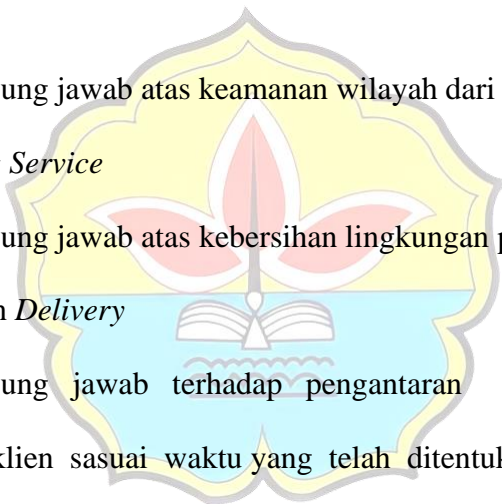 ung jawab atas keamanan wilayah dari
Service
ung jawab atas kebersihan lingkungan p
Delivery
ung jawab terhadap pengantaran
klien sasuai waktu yang telah ditentuk